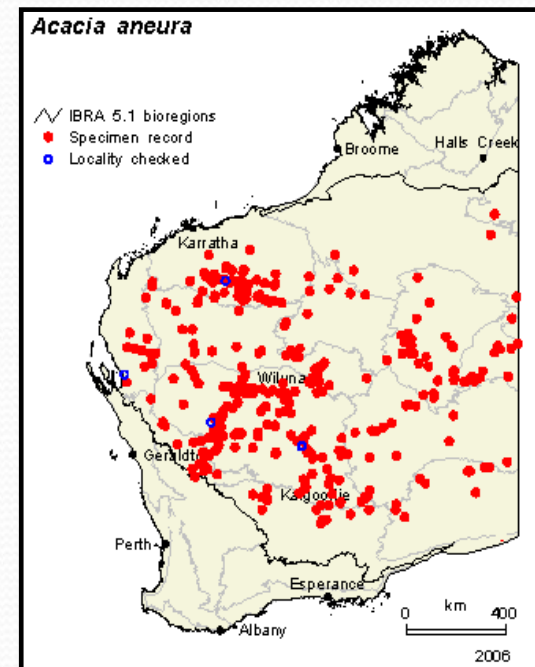 Acacia aneura
IBRA 5.1 bioregions
Specimen record
Locality checked
Broome
Halls Creek
Karratha
Wiluna
Geraldto
Kalgoorlie
Perth
Esperance
Albany
0 km 400
2006